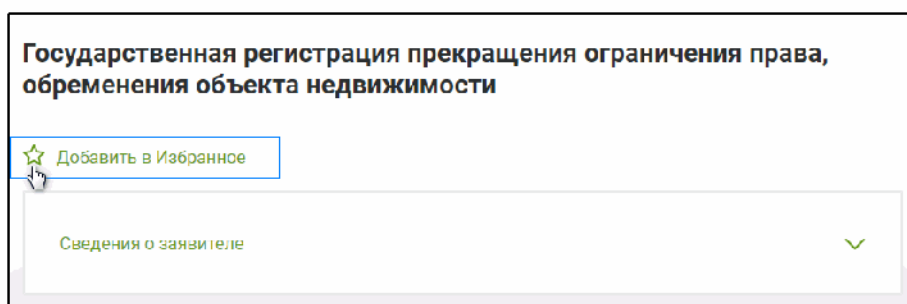 Государственная регистрация прекращения ограничения права,
обременения объекта недвижимости
Добавить в Избранное
Сведения о заявителе